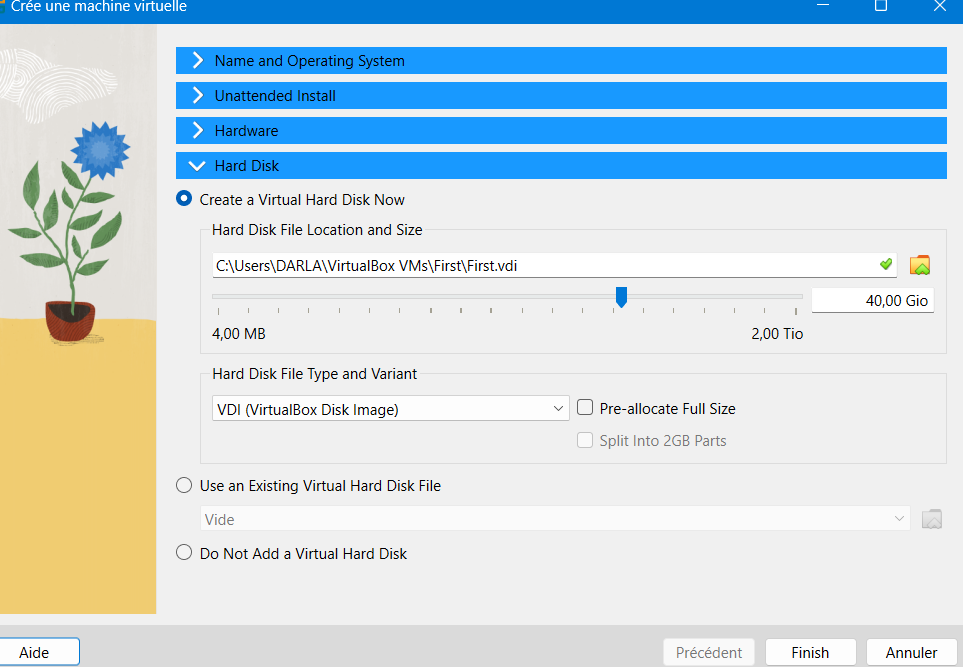 Crée une machine virtuelle
Name and Operating System
Unattended Install
Hardware
Hard Disk
Create a Virtual Hard Disk Now
Hard Disk File Location and Size
C:\Users\DARLA\VirtualBox VMs\First\First.vdi
40,00 Gio
4,00 MB 2,00 Tio
Hard Disk File Type and Variant
VDI (VirtualBox Disk Image) Pre-allocate Full Size
Split Into 2GB Parts
Use an Existing Virtual Hard Disk File
Vide
Do Not Add a Virtual Hard Disk
Aide Précédent Finish Annuler